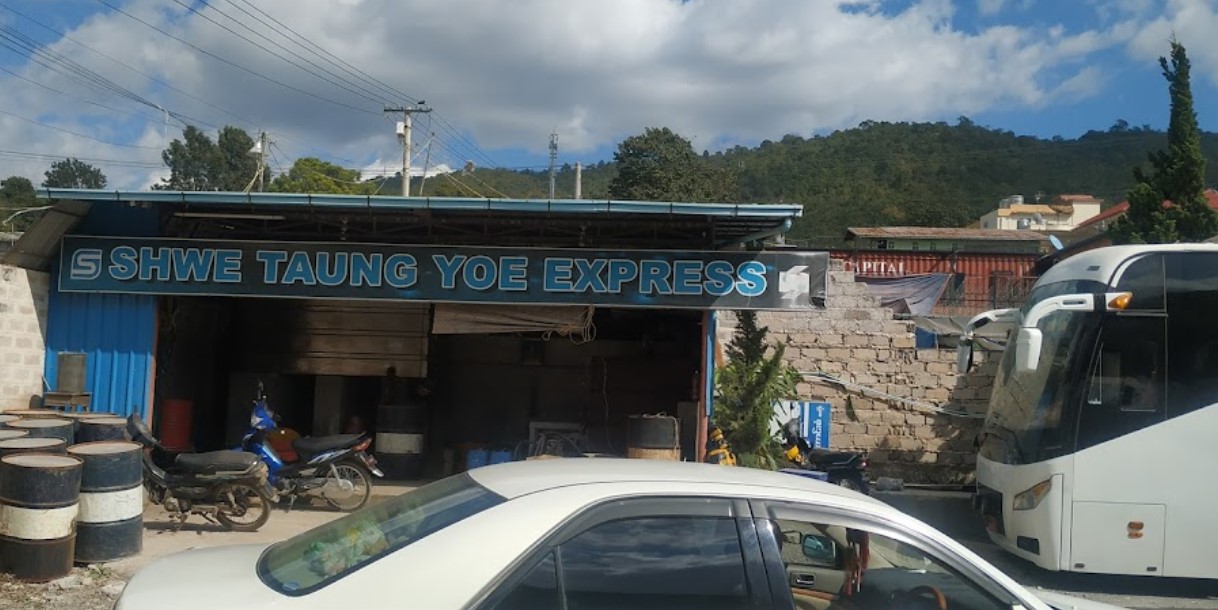 SHWE TAUNG YOE EXPRESS
CAPITAL